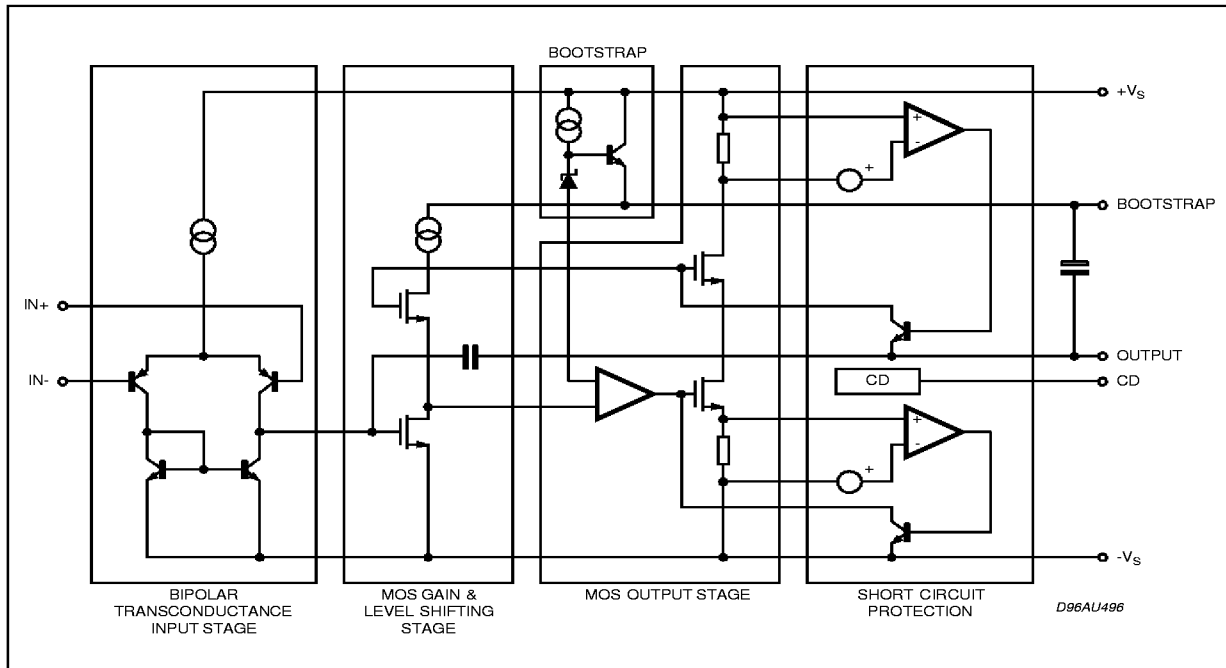 BOOTSTRAP
+VS
+
-
+
BOOTSTRAP
IN+
OUTPUT
IN-
CD
CD
+
-
+
-VS
BIPOLAR
TRANSCONDUCTANCE
INPUT STAGE
MOS GAIN &
LEVEL SHIFTING
STAGE
MOS OUTPUT STAGE
SHORT CIRCUIT
PROTECTION
D96AU496